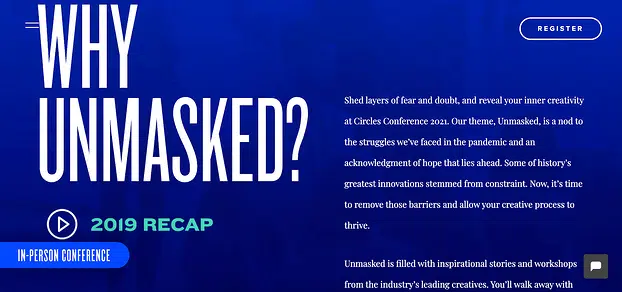 WHY
UNMASKED?
REGISTER
Shed layers of fear and doubt, and reveal your inner creativity
at Circles Conference 2021. Our theme, Unmasked, is a nod to
the struggles we’ve faced in the pandemic and an
acknowledgment of hope that lies ahead. Some of history’s
greatest innovations stemmed from constraint. Now, it’s time
to remove those barriers and allow your creative process to
thrive.
Unmasked is filled with inspirational stories and workshops
from the industry’s leading creatives. You’ll walk away with
2019 RECAP
IN-PERSON CONFERENCE